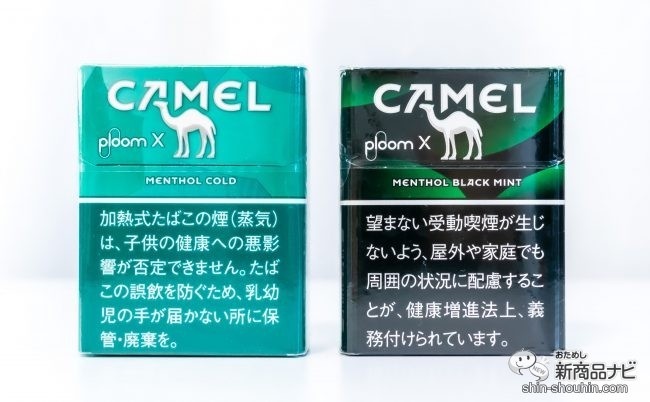 CAMEL
ploom X
MENTHOL COLD
加熱式たばこの煙(蒸気)
は、子供の健康への悪影
響が否定できません。たば
この誤飲を防ぐため、乳幼
児の手が届かない所に保
管・廃棄を。
CAMEL
ploom X
MENTHOL BLACK MINT
望まない受動喫煙が生じ
ないよう、屋外や家庭でも
周囲の状況に配慮するこ
とが、健康増進法上、義
務付けられています。
NEW
おためし
新商品ナビ
shin-shouhin.com